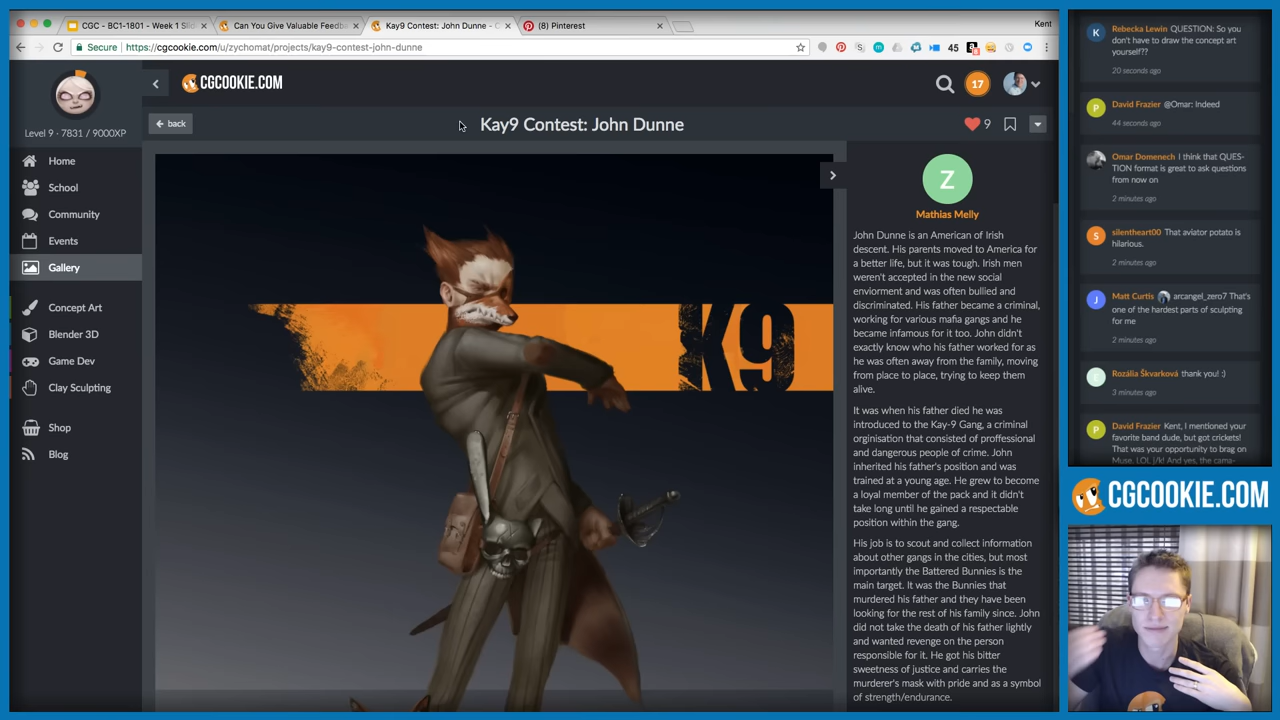 CGC - BC1-1801 - Week 1 Sli
Can You Give Valuable Feedb
Kay9 Contest: John Dunne - C
(8) Pinterest
Kent
Secure
https://cgcookie.com/u/zychomat/projects/kay9-contest-john-dunne
45
Level 9 - 7831 / 9000XP
Home
School
Community
Events
Gallery
Concept Art
Blender 3D
Game Dev
Clay Sculpting
Shop
Blog
CGCOOKIE.COM
17
back
Kay9 Contest: John Dunne
9
K9
Z
Mathias Melly
John Dunne is an American of Irish
descent. His parents moved to America for
a better life, but it was tough. Irish men
weren't accepted in the new social
enviorment and was often bullied and
discriminated. His father became a criminal,
working for various mafia gangs and he
became infamous for it too. John didn't
exactly know who his father worked for as
he was often away from the family, moving
from place to place, trying to keep them
alive.
It was when his father died he was
introduced to the Kay-9 Gang, a criminal
orginisation that consisted of proffessional
and dangerous people of crime. John
inherited his father's position and was
trained at a young age. He grew to become
a loyal member of the pack and it didn't
take long until he gained a respectable
position within the gang.
His job is to scout and collect information
about other gangs in the cities, but most
importantly the Battered Bunnies is the
main target. It was the Bunnies that
murdered his father and they have been
looking for the rest of his family since. John
did not take the death of his father lightly
and wanted revenge on the person
responsible for it. He got his bitter
sweetness of justice and carries the
murderer's mask with pride and as a symbol
of strength/endurance.
K
Rebecka Lewin QUESTION: So you
don't have to draw the concept art
yourself??
20 seconds ago
P
David Frazier @Omar: Indeed
44 seconds ago
Omar Domenech I think that QUES-
TION format is great to ask questions
from now on
2 minutes ago
S
silentheart00 That aviator potato is
hilarious.
2 minutes ago
J
Matt Curtis arcangel_zero7 That's
one of the hardest parts of sculpting
for me
2 minutes ago
E
Rozália Škvarková thank you! :)
3 minutes ago
P
David Frazier Kent, I mentioned your
favorite band dude, but got crickets!
That was your opportunity to brag on
Muse. LOL j/k! And yes, the cama-
CGCOOKIE.COM